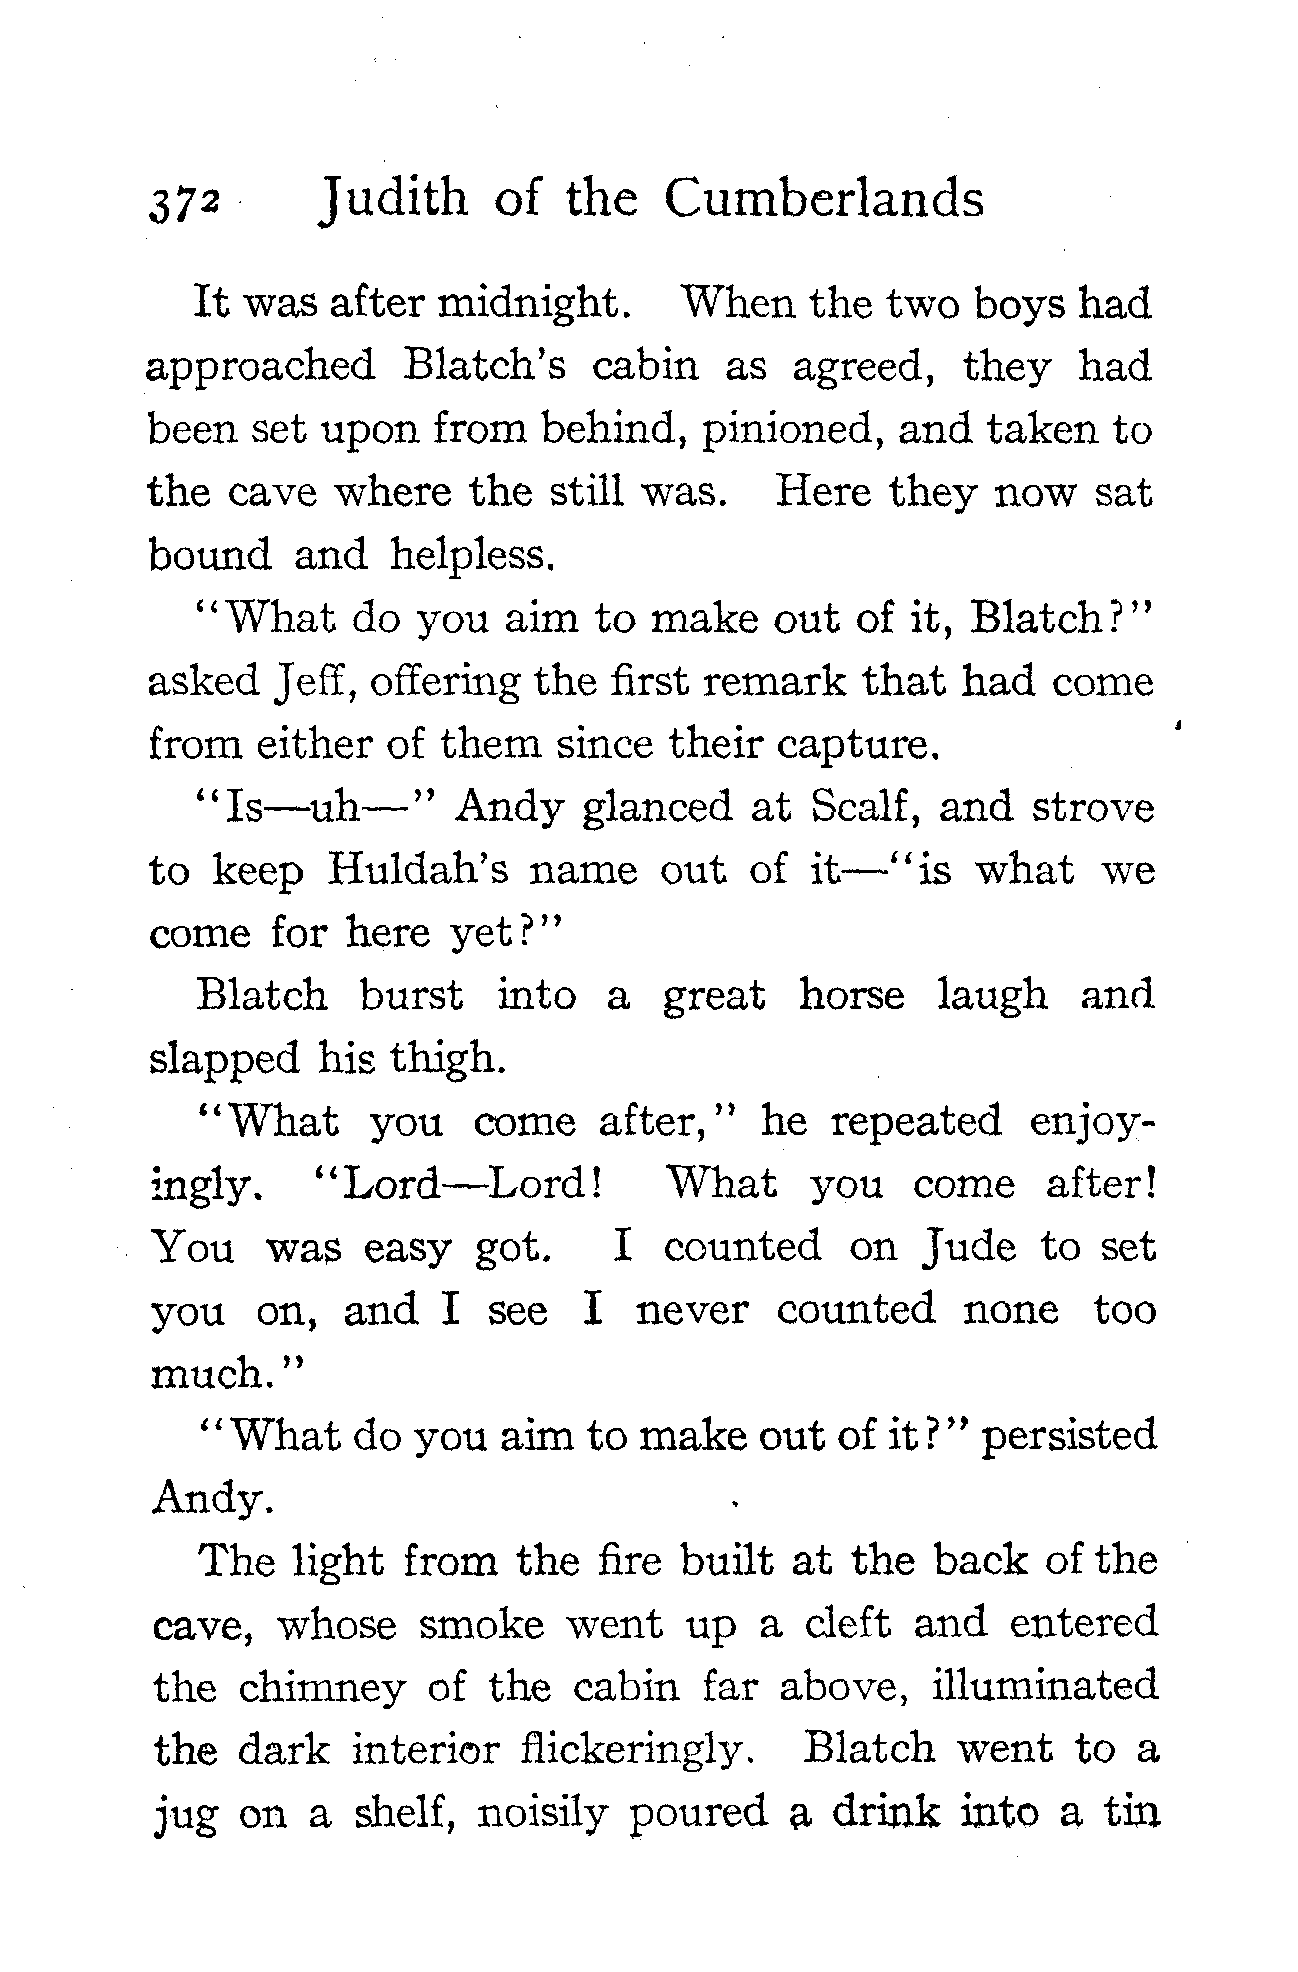 372 Judith of the Cumberlands
It was after midnight. When the two boys had
approached Blatch's cabin as agreed, they had
been set upon from behind, pinioned, and taken to
the cave where the still was. Here they now sat
bound and helpless.
"What do you aim to make out of it, Blatch?"
asked Jeff, offering the first remark that had come
from either of them since their capture.
"Is—uh—" Andy glanced at Scalf, and strove
to keep Huldah's name out of it—"is what we
come for here yet?"
Blatch burst into a great horse laugh and
slapped his thigh.
"What you come after," he repeated enjoy-
ingly. "Lord—Lord! What you come after!
You was easy got. I counted on Jude to set
you on, and I see I never counted none too
much."
"What do you aim to make out of it?" persisted
Andy.
The light from the fire built at the back of the
cave, whose smoke went up a cleft and entered
the chimney of the cabin far above, illuminated
the dark interior flickeringly. Blatch went to a
jug on a shelf, noisily poured a drink into a tin